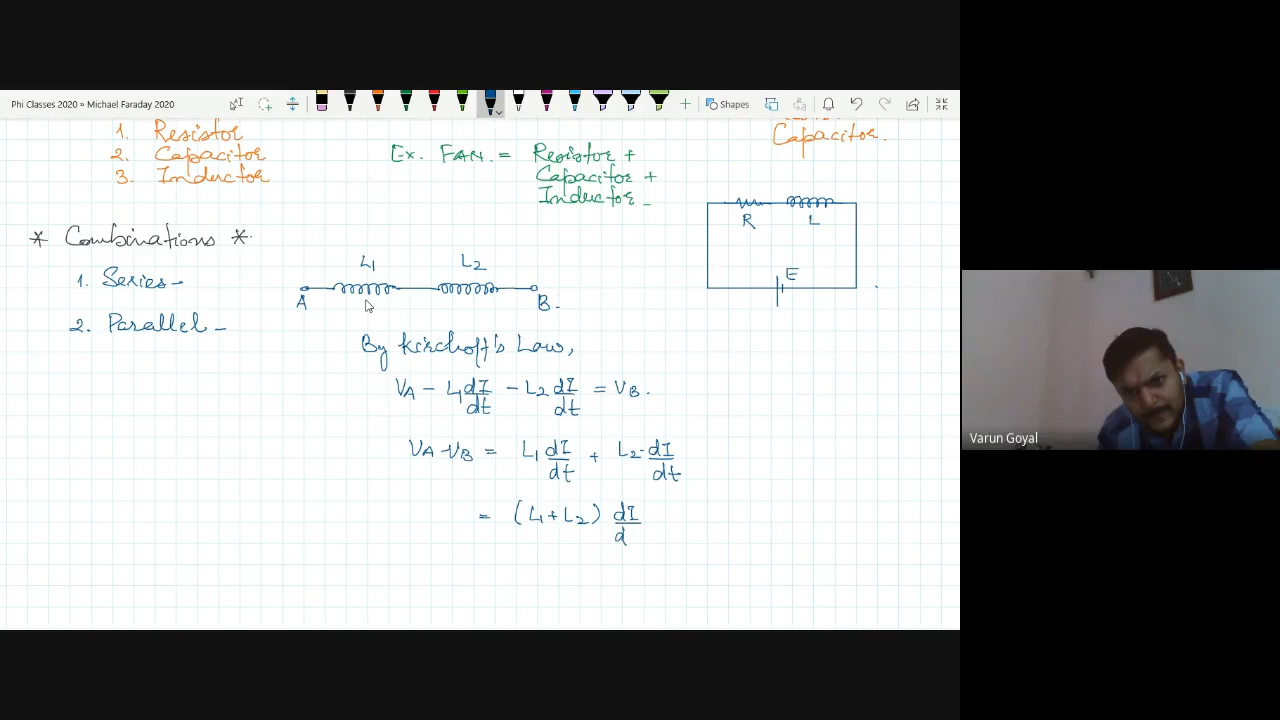 Phi Classes 2020 » Michael Faraday 2020
Shapes
1. Resistor
2. Capacitor
3. Inductor
Ex. FAN. = Resistor +
Capacitor +
Inductor -
Capacitor.
R L
E
* Combinations *
1. Series -
2. Parallel -
L1 L2
A B.
By Kirchoff's Law,
VA - L1 dI/dt - L2 dI/dt = VB.
VA - VB = L1 dI/dt + L2 dI/dt
= (L1 + L2) dI/d
Varun Goyal